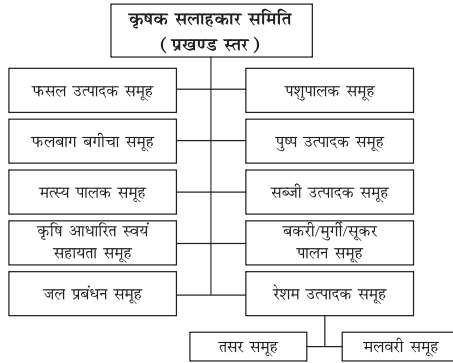 कृषक सलाहकार समिति
( प्रखण्ड स्तर )
फसल उत्पादक समूह
पशुपालक समूह
फलबाग बगीचा समूह
पुष्प उत्पादक समूह
मत्स्य पालक समूह
सब्जी उत्पादक समूह
कृषि आधारित स्वयं
सहायता समूह
बकरी/मुर्गी/सूकर
पालन समूह
जल प्रबंधन समूह
रेशम उत्पादक समूह
तसर समूह
मलवरी समूह